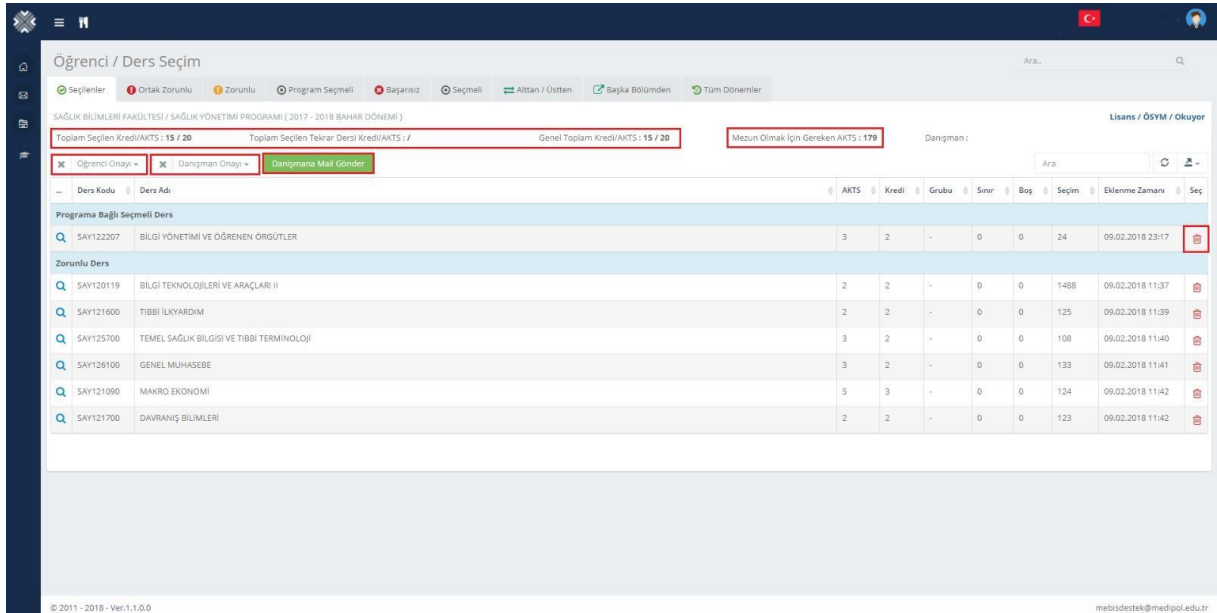 Öğrenci / Ders Seçim
Ara..
Seçilenler Ortak Zorunlu Zorunlu Program Seçmeli Başarısız Seçmeli Alttan / Üstten Başka Bölümden Tüm Dönemler
SAĞLIK BİLİMLERİ FAKÜLTESİ / SAĞLIK YÖNETİMİ PROGRAMI ( 2017 - 2018 BAHAR DÖNEMİ ) Lisans / ÖSYM / Okuyor
Toplam Seçilen Kredi/AKTS : 15 / 20 Toplam Seçilen Tekrar Dersi Kredi/AKTS : / Genel Toplam Kredi/AKTS : 15 / 20 Mezun Olmak İçin Gereken AKTS : 179 Danışman :
Öğrenci Onayı Danışman Onayı Danışmana Mail Gönder Ara
... Ders Kodu Ders Adı AKTS Kredi Grubu Sınır Boş Seçim Eklenme Zamanı Seç
Programa Bağlı Seçmeli Ders
SAY122207 BİLGİ YÖNETİMİ VE ÖĞRENEN ÖRGÜTLER 3 2 - 0 0 24 09.02.2018 23:17
Zorunlu Ders
SAY120119 BİLGİ TEKNOLOJİLERİ VE ARAÇLARI II 2 2 - 0 0 1488 09.02.2018 11:37
SAY121600 TIBBİ İLKYARDIM 2 2 - 0 0 125 09.02.2018 11:39
SAY125700 TEMEL SAĞLIK BİLGİSİ VE TIBBİ TERMİNOLOJİ 3 2 - 0 0 108 09.02.2018 11:40
SAY126100 GENEL MUHASEBE 3 2 - 0 0 133 09.02.2018 11:41
SAY121090 MAKRO EKONOMİ 5 3 - 0 0 124 09.02.2018 11:42
SAY121700 DAVRANIŞ BİLİMLERİ 2 2 - 0 0 123 09.02.2018 11:42
© 2011 - 2018 - Ver.1.1.0.0 mebisdestek@medipol.edu.tr